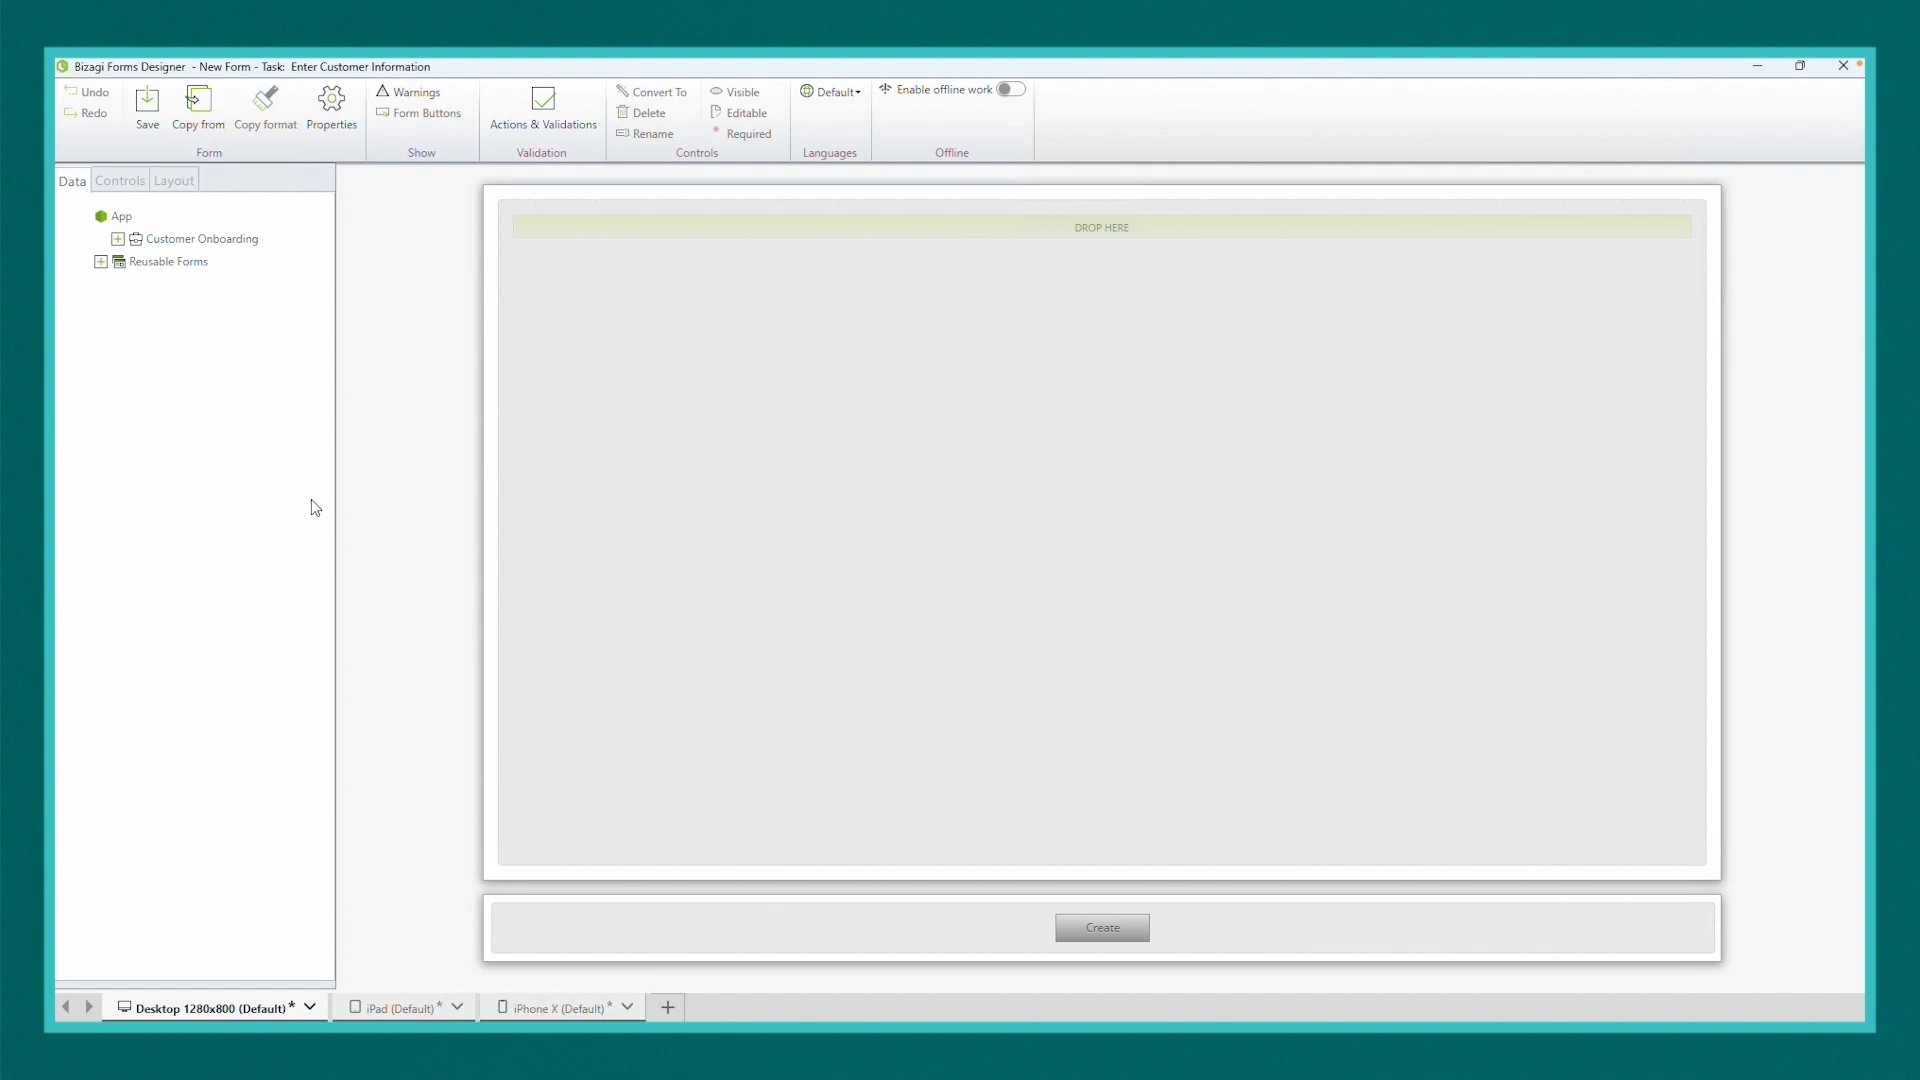 Bizagi Forms Designer - New Form - Task: Enter Customer Information
Undo
Redo
Save
Copy from
Copy format
Properties
Form
Warnings
Form Buttons
Show
Actions & Validations
Validation
Convert To
Delete
Rename
Visible
Editable
Required
Controls
Default
Languages
Enable offline work
Offline
Data
Controls
Layout
App
Customer Onboarding
Reusable Forms
DROP HERE
Create
Desktop 1280x800 (Default) *
iPad (Default) *
iPhone X (Default) *